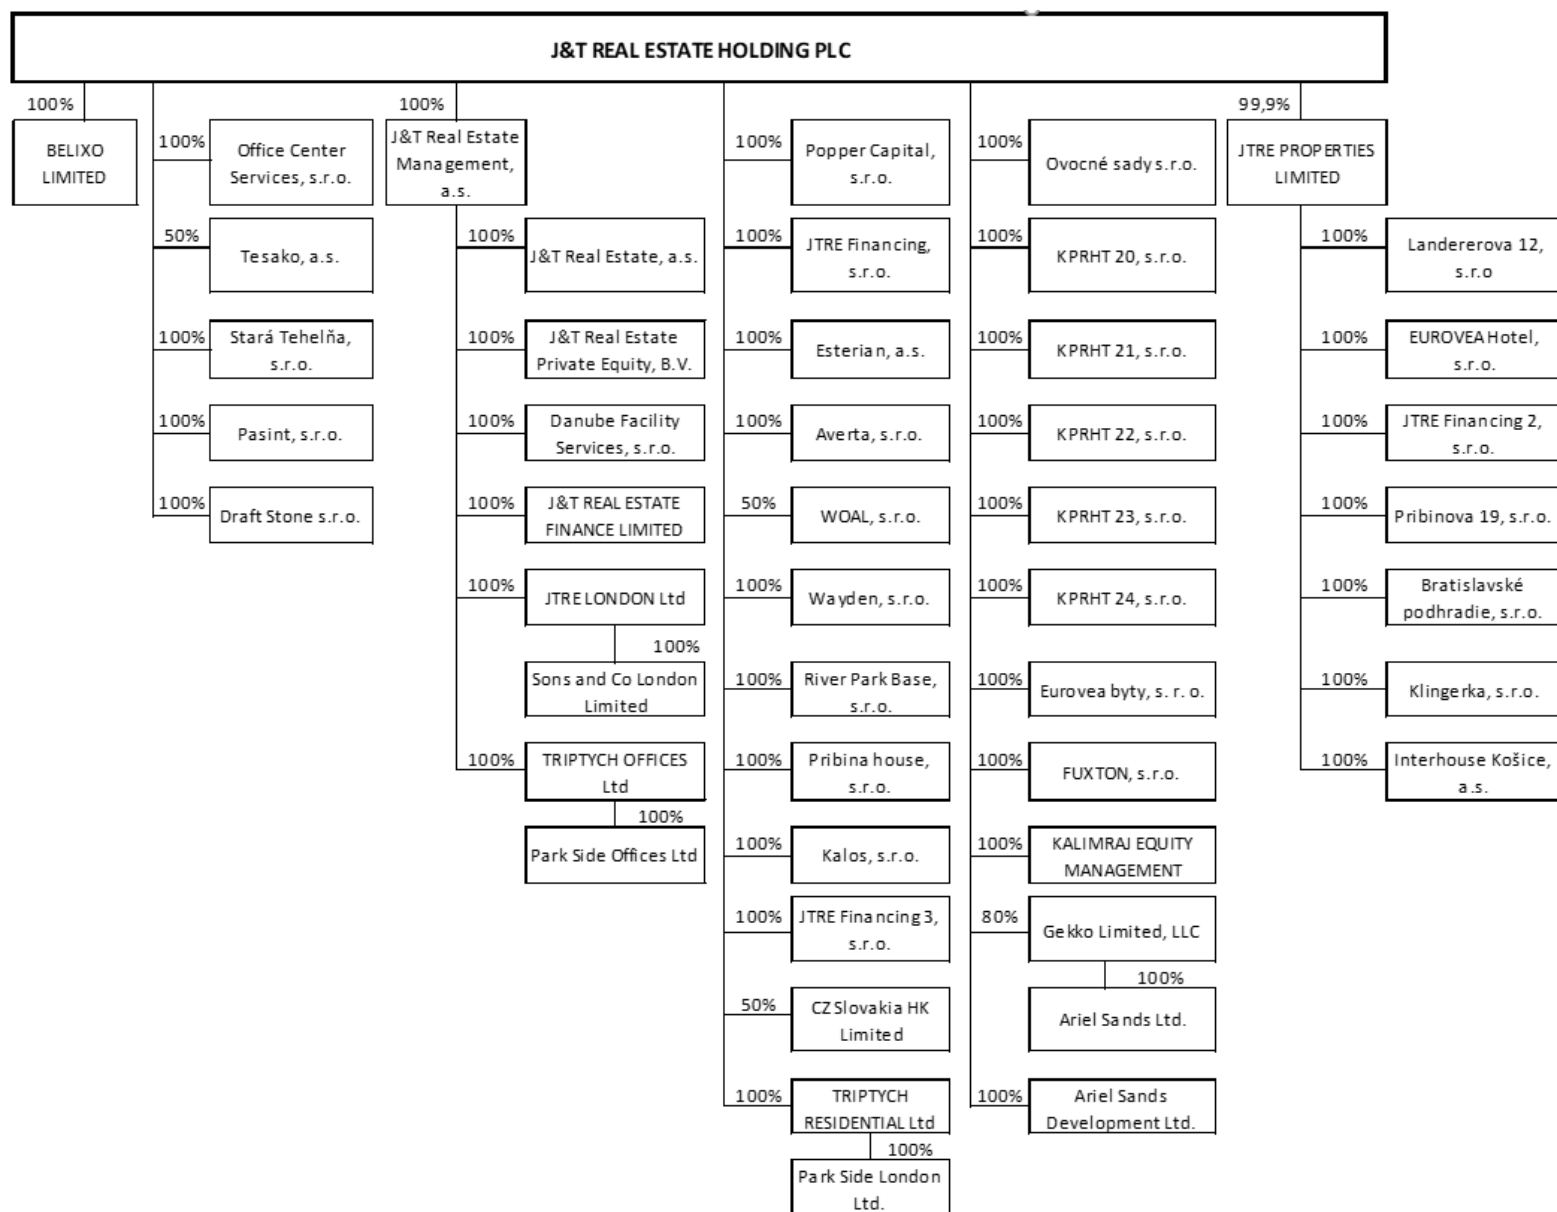 J&T REAL ESTATE HOLDING PLC
100%
BELIXO
LIMITED
100%
Office Center
Services, s.r.o.
50%
Tesako, a.s.
100%
Stará Tehelňa,
s.r.o.
100%
Pasint, s.r.o.
100%
Draft Stone s.r.o.
100%
J&T Real Estate
Management,
a.s.
100%
J&T Real Estate, a.s.
100%
J&T Real Estate
Private Equity, B.V.
100%
Danube Facility
Services, s.r.o.
100%
J&T REAL ESTATE
FINANCE LIMITED
100%
JTRE LONDON Ltd
100%
Sons and Co London
Limited
100%
TRIPTYCH OFFICES
Ltd
100%
Park Side Offices Ltd
100%
Popper Capital,
s.r.o.
100%
JTRE Financing,
s.r.o.
100%
Esterian, a.s.
100%
Averta, s.r.o.
50%
WOAL, s.r.o.
100%
Wayden, s.r.o.
100%
River Park Base,
s.r.o.
100%
Pribina house,
s.r.o.
100%
Kalos, s.r.o.
100%
JTRE Financing 3,
s.r.o.
50%
CZ Slovakia HK
Limited
100%
TRIPTYCH
RESIDENTIAL Ltd
100%
Park Side London
Ltd.
100%
Ovocné sady s.r.o.
100%
KPRHT 20, s.r.o.
100%
KPRHT 21, s.r.o.
100%
KPRHT 22, s.r.o.
100%
KPRHT 23, s.r.o.
100%
KPRHT 24, s.r.o.
100%
Eurovea byty, s. r. o.
100%
FUXTON, s.r.o.
100%
KALIMRAJ EQUITY
MANAGEMENT
80%
Gekko Limited, LLC
100%
Ariel Sands Ltd.
100%
Ariel Sands
Development Ltd.
99,9%
JTRE PROPERTIES
LIMITED
100%
Landererova 12,
s.r.o
100%
EUROVEA Hotel,
s.r.o.
100%
JTRE Financing 2,
s.r.o.
100%
Pribinova 19, s.r.o.
100%
Bratislavské
podhradie, s.r.o.
100%
Klingerka, s.r.o.
100%
Interhouse Košice,
a.s.